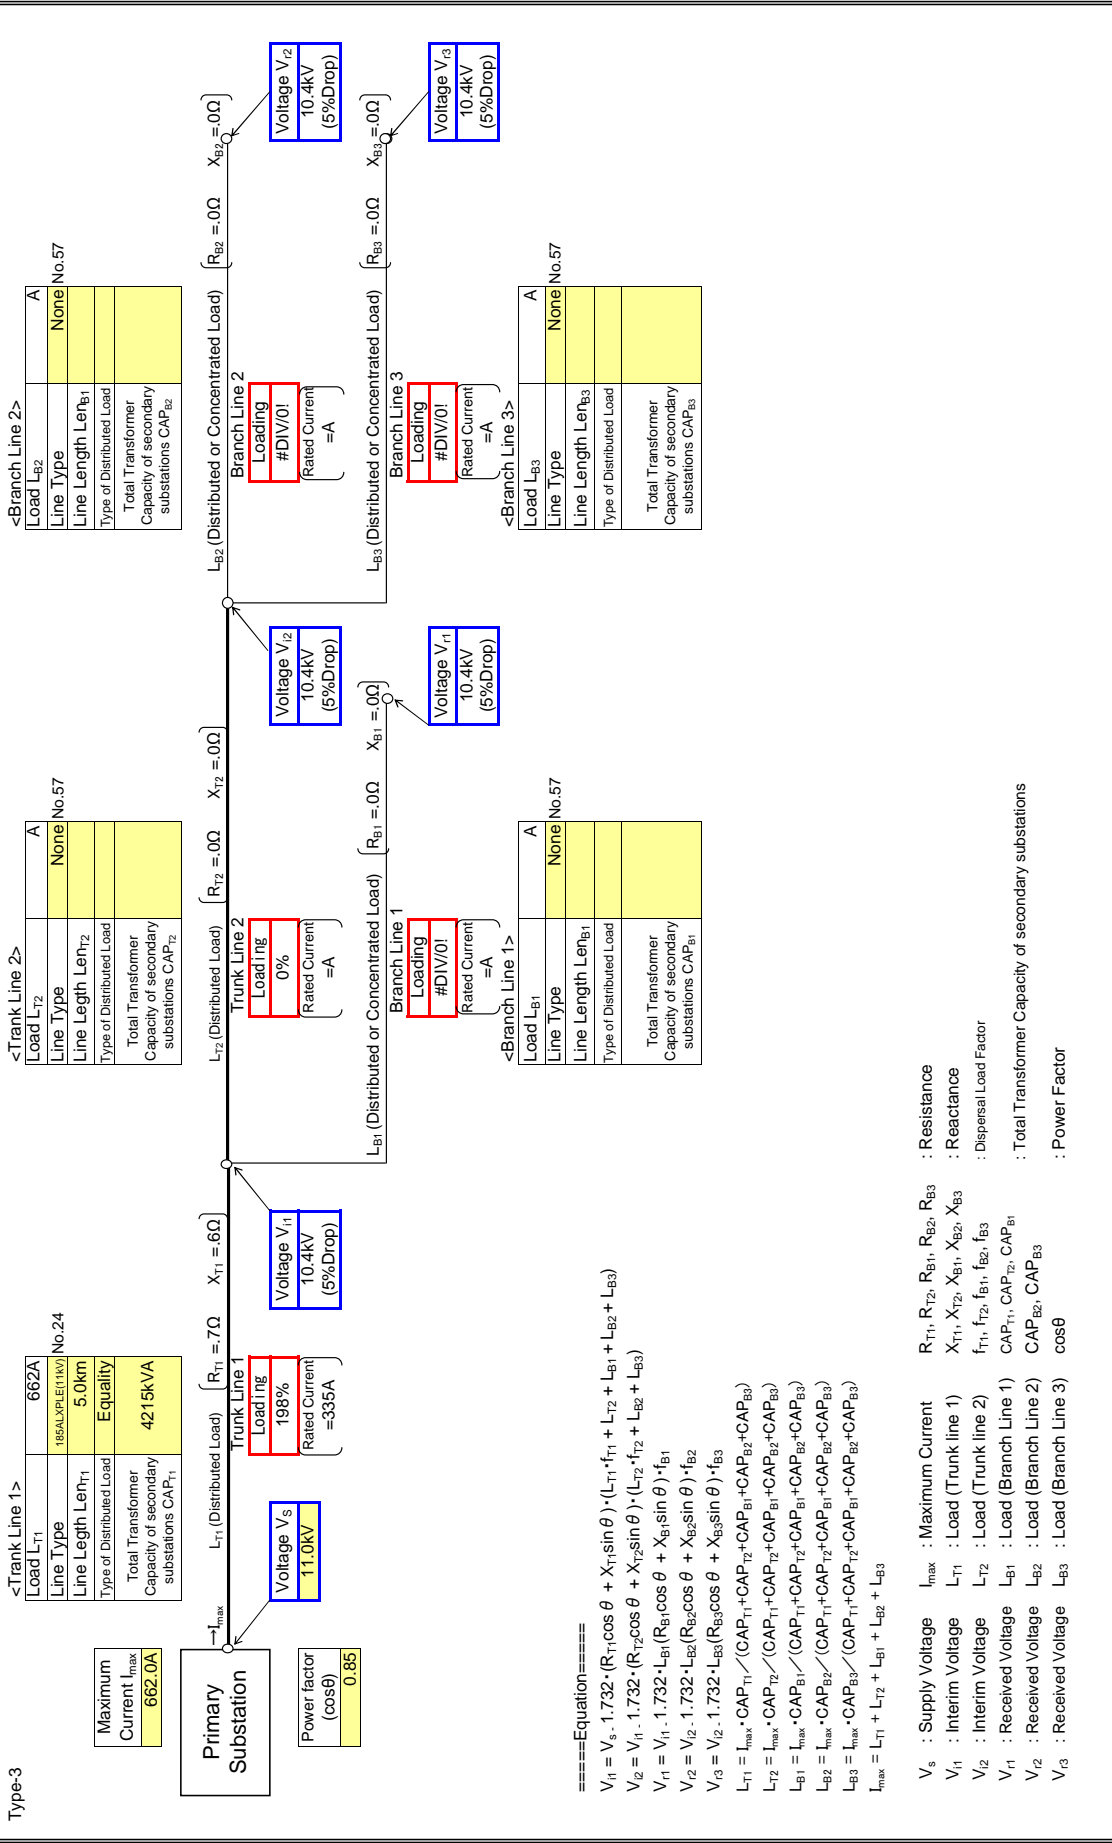 Type-3
Maximum
Current Imax
662.0A
Primary
Substation
→Imax
Power factor
(cosθ)
0.85
Voltage VS
11.0kV
<Trank Line 1>
Load LT1 662A
Line Type 185ALXPLE(11kV) No.24
Line Legth LenT1 5.0km
Type of Distributed Load Equality
Total Transformer
Capacity of secondary
substations CAPT1
4215kVA
LT1 (Distributed Load)
RT1 =.7Ω XT1 =.6Ω
Trunk Line 1
Loading
198%
Rated Current
=335A
Voltage Vi1
10.4kV
(5%Drop)
<Trank Line 2>
Load LT2 A
Line Type None No.57
Line Length LenT2
Type of Distributed Load
Total Transformer
Capacity of secondary
substations CAPT2
LT2 (Distributed Load)
RT2 =.0Ω XT2 =.0Ω
Trunk Line 2
Loading
0%
Rated Current
=A
Voltage Vi2
10.4kV
(5%Drop)
LB1 (Distributed or Concentrated Load)
RB1 =.0Ω XB1 =.0Ω
Branch Line 1
Loading
#DIV/0!
Rated Current
=A
Voltage Vr1
10.4kV
(5%Drop)
<Branch Line 1>
Load LB1 A
Line Type None No.57
Line Length LenB1
Type of Distributed Load
Total Transformer
Capacity of secondary
substations CAPB1
<Branch Line 2>
Load LB2 A
Line Type None No.57
Line Length LenB1
Type of Distributed Load
Total Transformer
Capacity of secondary
substations CAPB2
LB2 (Distributed or Concentrated Load)
RB2 =.0Ω XB2 =.0Ω
Branch Line 2
Loading
#DIV/0!
Rated Current
=A
Voltage Vr2
10.4kV
(5%Drop)
LB3 (Distributed or Concentrated Load)
RB3 =.0Ω XB3 =.0Ω
Branch Line 3
Loading
#DIV/0!
Rated Current
=A
Voltage Vr3
10.4kV
(5%Drop)
<Branch Line 3>
Load LB3 A
Line Type None No.57
Line Length LenB3
Type of Distributed Load
Total Transformer
Capacity of secondary
substations CAPB3
=====Equation=====
Vi1 = Vs - 1.732•(RT1cos θ + XT1sin θ)•(LT1•fT1 + LT2 + LB1 + LB2 + LB3)
Vi2 = Vi1 - 1.732•(RT2cos θ + XT2sin θ)•(LT2•fT2 + LB2 + LB3)
Vr1 = Vi1 - 1.732•LB1(RB1cos θ + XB1sin θ)•fB1
Vr2 = Vi2 - 1.732•LB2(RB2cos θ + XB2sin θ)•fB2
Vr3 = Vi2 - 1.732•LB3(RB3cos θ + XB3sin θ)•fB3
LT1 = Imax•CAPT1／(CAPT1+CAPT2+CAPB1+CAPB2+CAPB3)
LT2 = Imax•CAPT2／(CAPT1+CAPT2+CAPB1+CAPB2+CAPB3)
LB1 = Imax•CAPB1／(CAPT1+CAPT2+CAPB1+CAPB2+CAPB3)
LB2 = Imax•CAPB2／(CAPT1+CAPT2+CAPB1+CAPB2+CAPB3)
LB3 = Imax•CAPB3／(CAPT1+CAPT2+CAPB1+CAPB2+CAPB3)
Imax = LT1 + LT2 + LB1 + LB2 + LB3
Vs : Supply Voltage Imax : Maximum Current RT1, RT2, RB1, RB2, RB3 : Resistance
Vi1 : Interim Voltage LT1 : Load (Trunk line 1) XT1, XT2, XB1, XB2, XB3 : Reactance
Vi2 : Interim Voltage LT2 : Load (Trunk line 2) fT1, fT2, fB1, fB2, fB3 : Dispersal Load Factor
Vr1 : Received Voltage LB1 : Load (Branch Line 1) CAPT1, CAPT2, CAPB1 : Total Transformer Capacity of secondary substations
Vr2 : Received Voltage LB2 : Load (Branch Line 2) CAPB2, CAPB3
Vr3 : Received Voltage LB3 : Load (Branch Line 3) cosθ : Power Factor